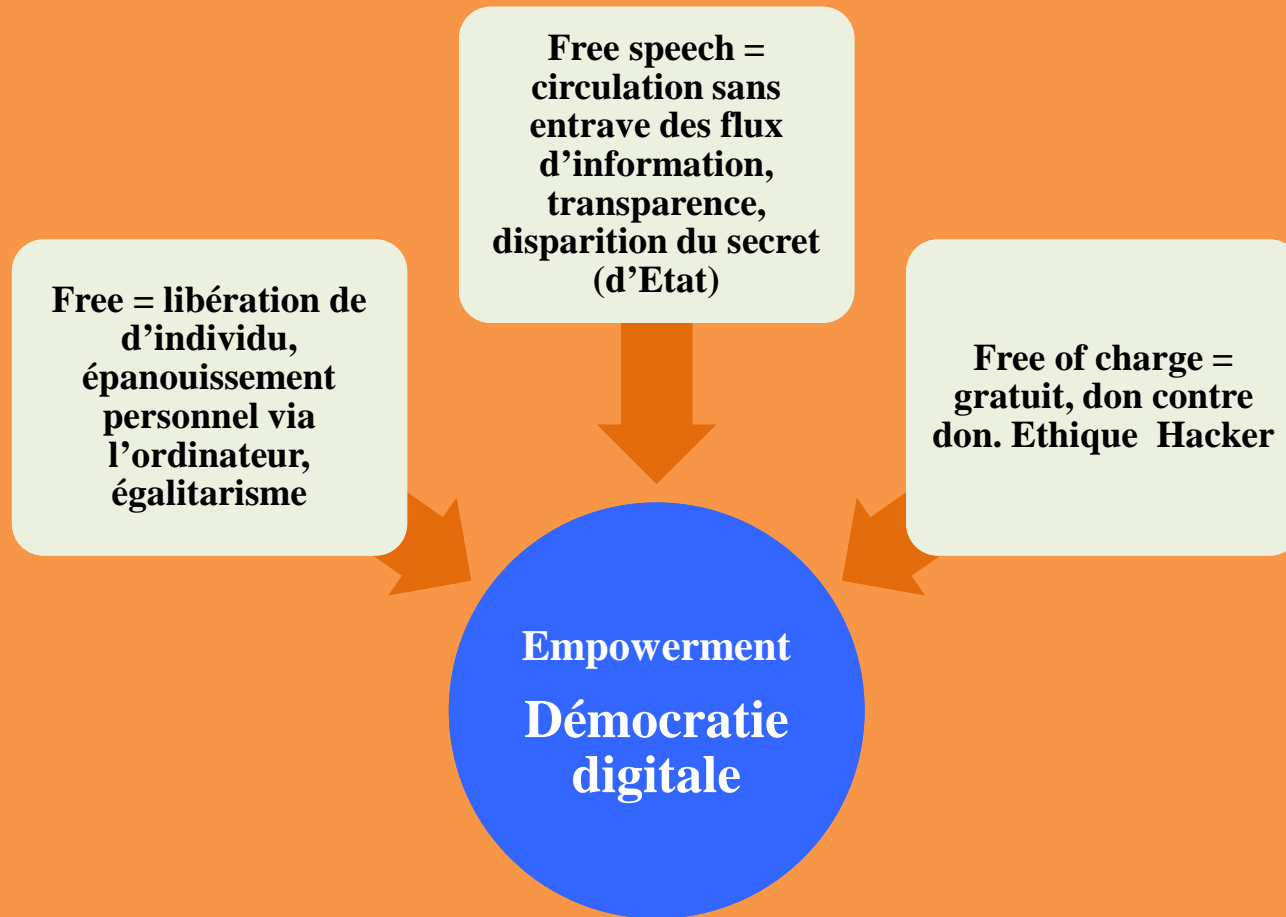 Free speech =
circulation sans
entrave des flux
d’information,
transparence,
disparition du secret
(d’Etat)
Free = libération de
d’individu,
épanouissement
personnel via
l’ordinateur,
égalitarisme
Free of charge =
gratuit, don contre
don. Ethique  Hacker
Empowerment
Démocratie
digitale